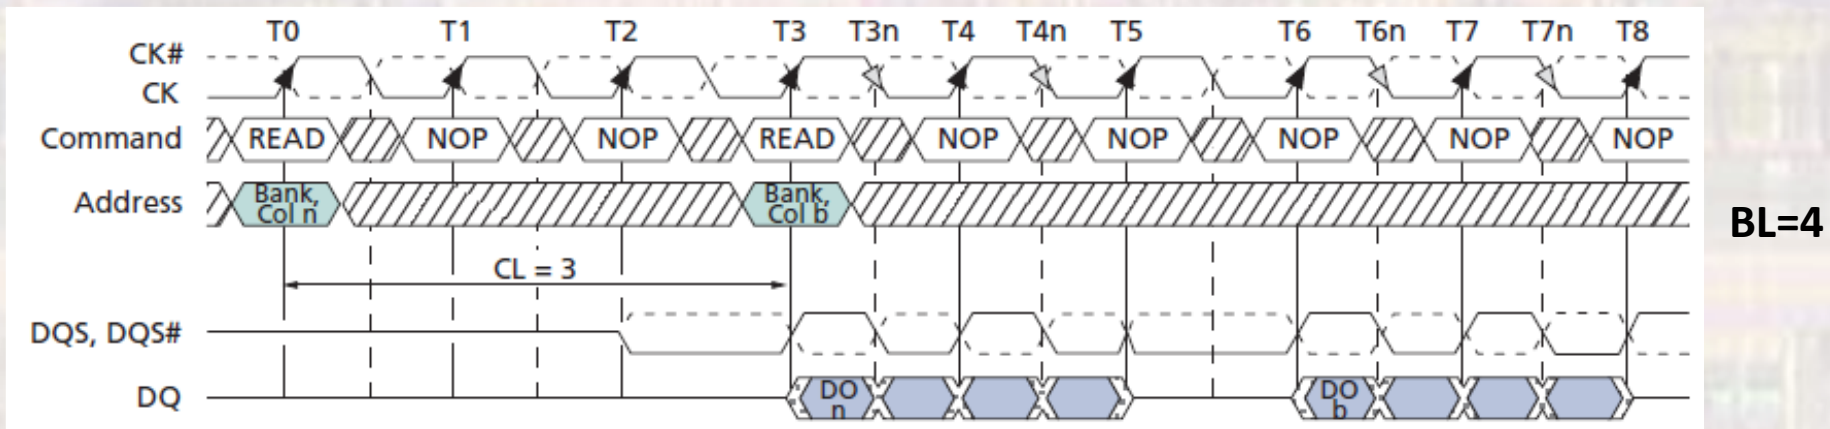 T0 T1 T2 T3 T3n T4 T4n T5 T6 T6n T7 T7n T8
CK#
CK
Command READ NOP NOP READ NOP NOP NOP NOP NOP
Address Bank, Col n Bank, Col b
BL=4
CL = 3
DQS, DQS#
DQ DO n DO b